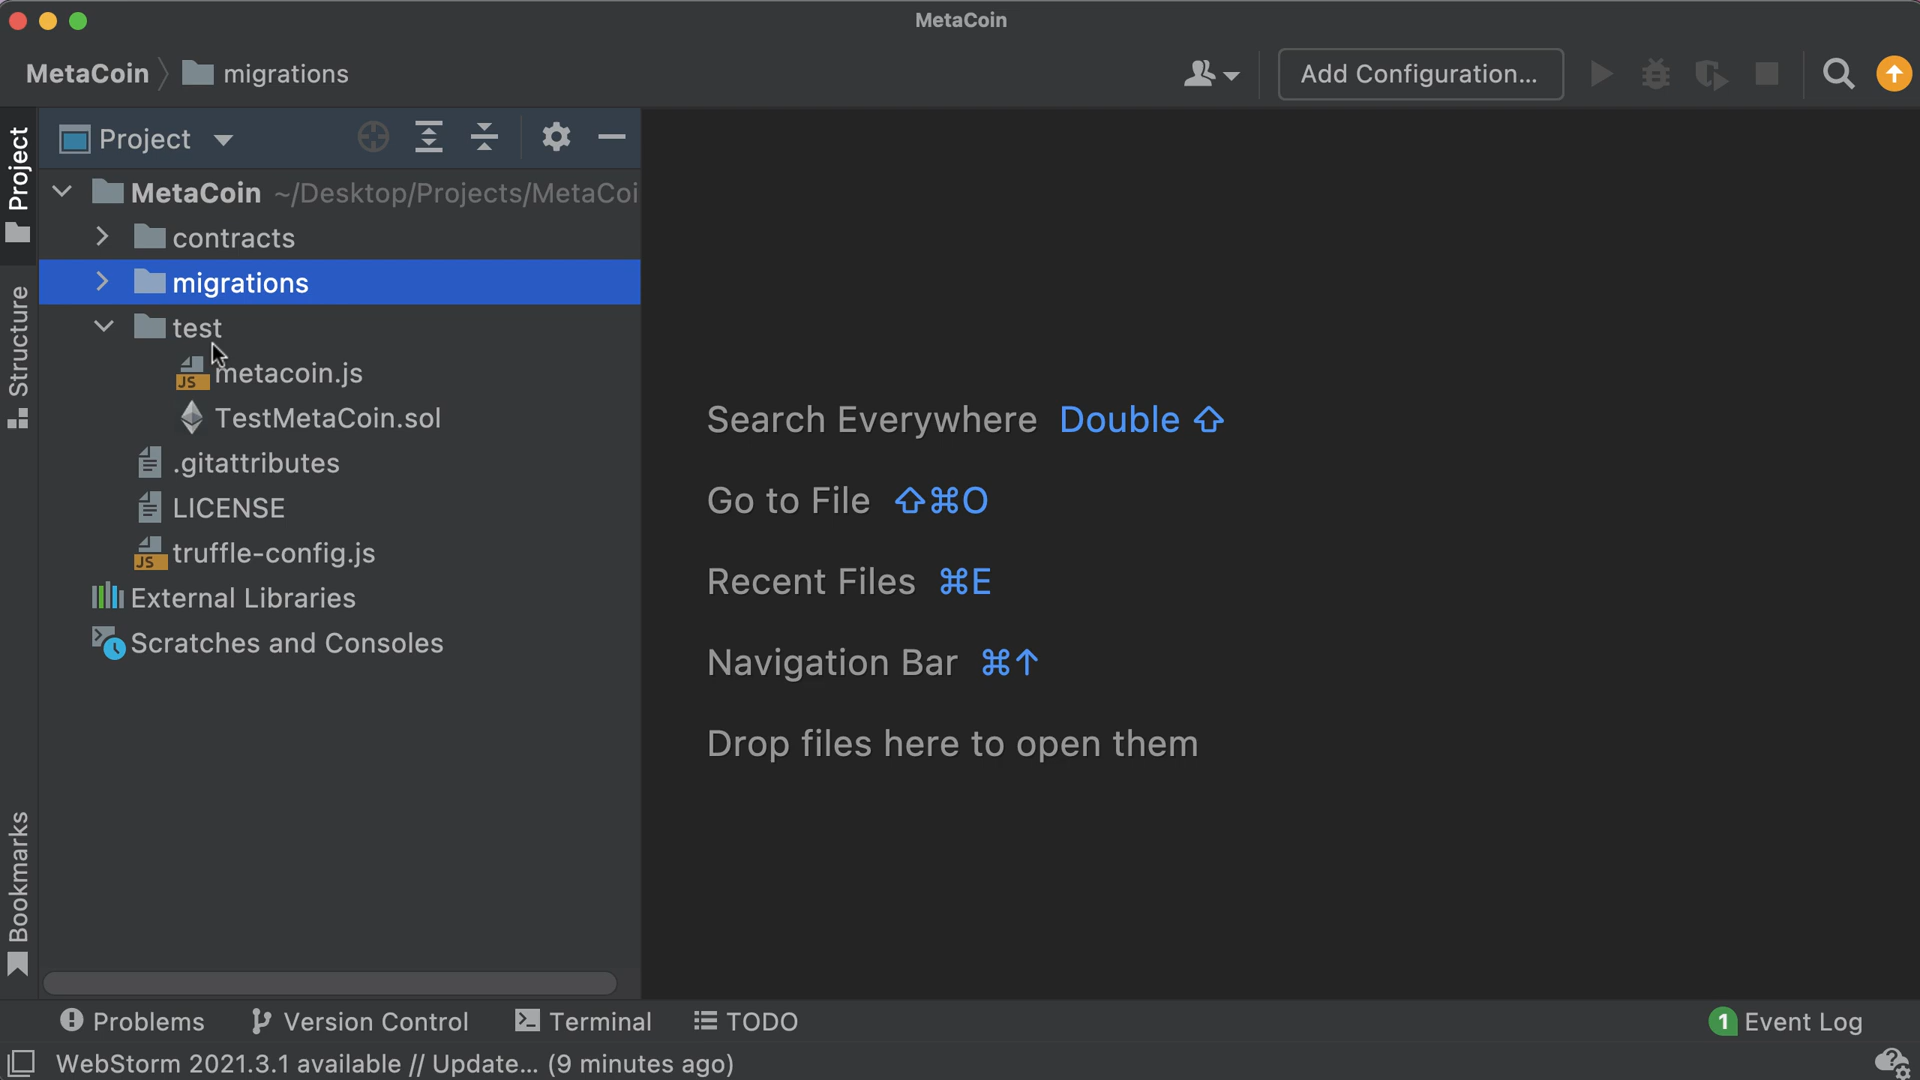 MetaCoin
MetaCoin migrations
Add Configuration...
Project
Project
MetaCoin ~/Desktop/Projects/MetaCoi
contracts
migrations
test
metacoin.js
TestMetaCoin.sol
.gitattributes
LICENSE
truffle-config.js
External Libraries
Scratches and Consoles
Structure
Bookmarks
Search Everywhere Double ⇧
Go to File ⇧⌘O
Recent Files ⌘E
Navigation Bar ⌘↑
Drop files here to open them
Problems Version Control Terminal TODO 1 Event Log
WebStorm 2021.3.1 available // Update... (9 minutes ago)